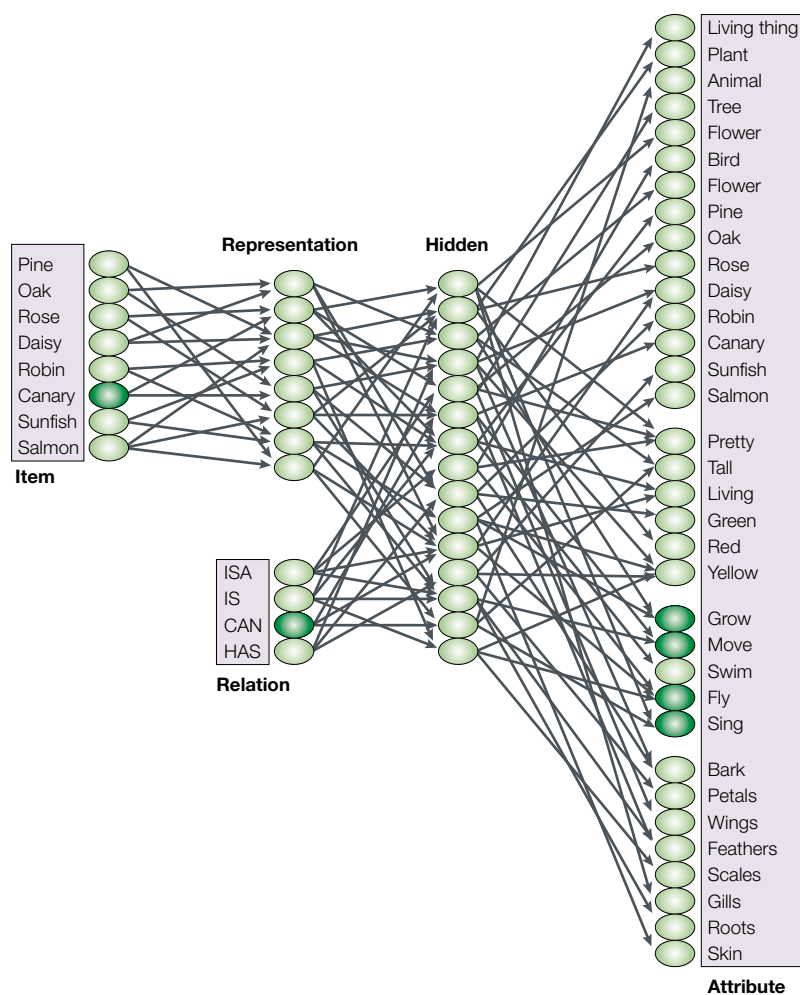 Representation
Hidden
Pine
Oak
Rose
Daisy
Robin
Canary
Sunfish
Salmon
Item
ISA
IS
CAN
HAS
Relation
Living thing
Plant
Animal
Tree
Flower
Bird
Flower
Pine
Oak
Rose
Daisy
Robin
Canary
Sunfish
Salmon
Pretty
Tall
Living
Green
Red
Yellow
Grow
Move
Swim
Fly
Sing
Bark
Petals
Wings
Feathers
Scales
Gills
Roots
Skin
Attribute